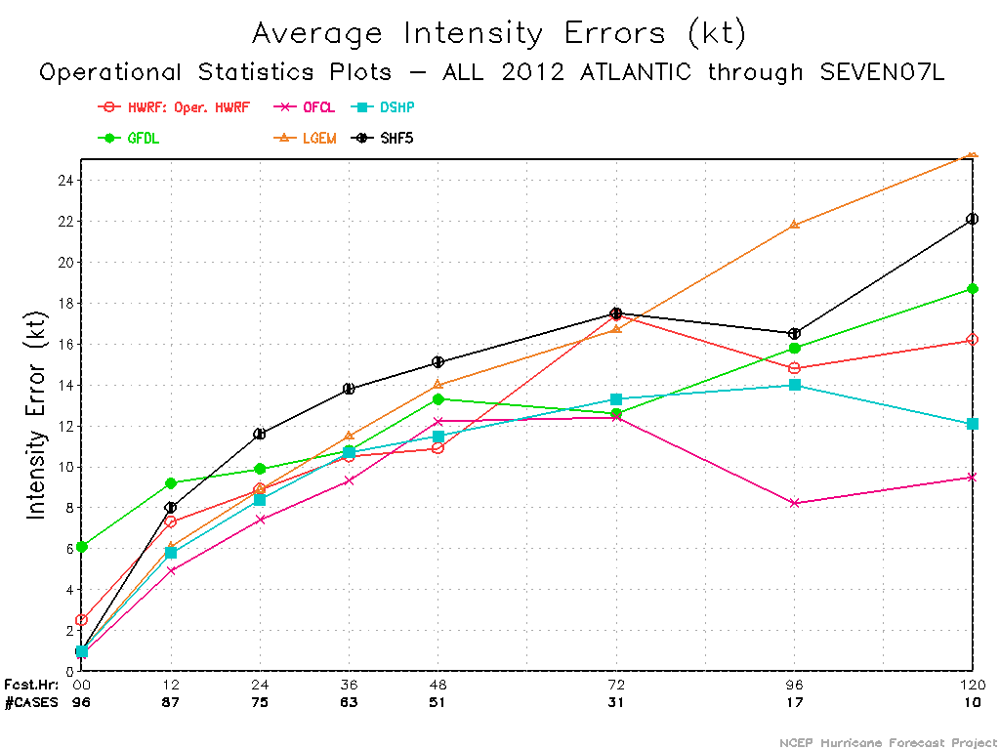 Average Intensity Errors (kt)
Operational Statistics Plots – ALL 2012 ATLANTIC through SEVEN07L
HWRF: Oper. HWRF OFCL DSHP
GFDL LGEM SHF5
Intensity Error (kt)
24
22
20
18
16
14
12
10
8
6
4
2
0
Fcst.Hr: 00 12 24 36 48 72 96 120
#CASES 96 87 75 63 51 31 17 10
NCEP Hurricane Forecast Project